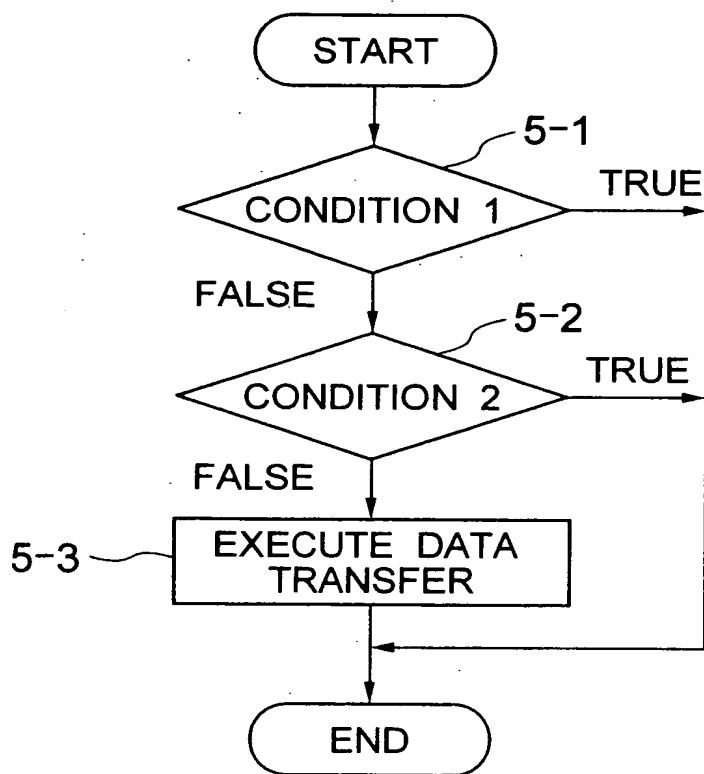 START
5-1
CONDITION 1
TRUE
FALSE
5-2
CONDITION 2
TRUE
FALSE
5-3
EXECUTE DATA
TRANSFER
END